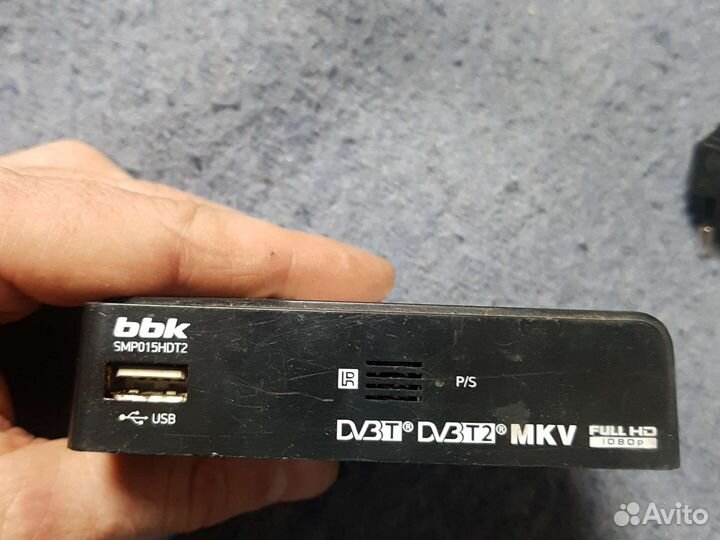 bbk
SMP015HDT2
USB
IR
P/S
DVB T® DVB T2® MKV
FULL HD
1080p
Avito